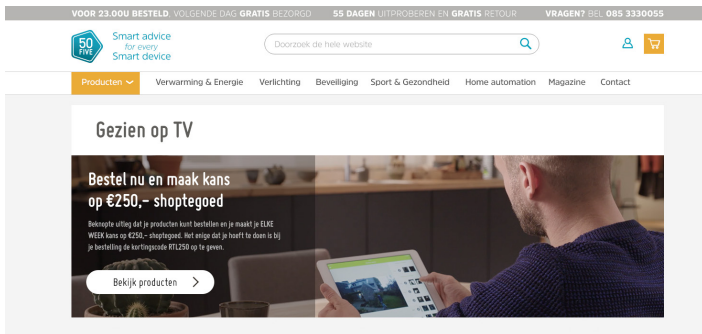 VOOR 23.00U BESTELD, VOLGENDE DAG GRATIS BEZORGD 55 DAGEN UITPROBEREN EN GRATIS RETOUR VRAGEN? BEL 085 3330055
50 FIVE
Smart advice
for every
Smart device
Doorzoek de hele website
Producten Verwarming & Energie Verlichting Beveiliging Sport & Gezondheid Home automation Magazine Contact
Gezien op TV
Bestel nu en maak kans
op €250,- shoptegoed
Beknopte uitleg dat je producten kunt bestellen en je maakt je ELKE
WEEK kans op €250,- shoptegoed. Het enige dat je hoeft te doen is bij
je bestelling de kortingscode RTL250 op te geven.
Bekijk producten